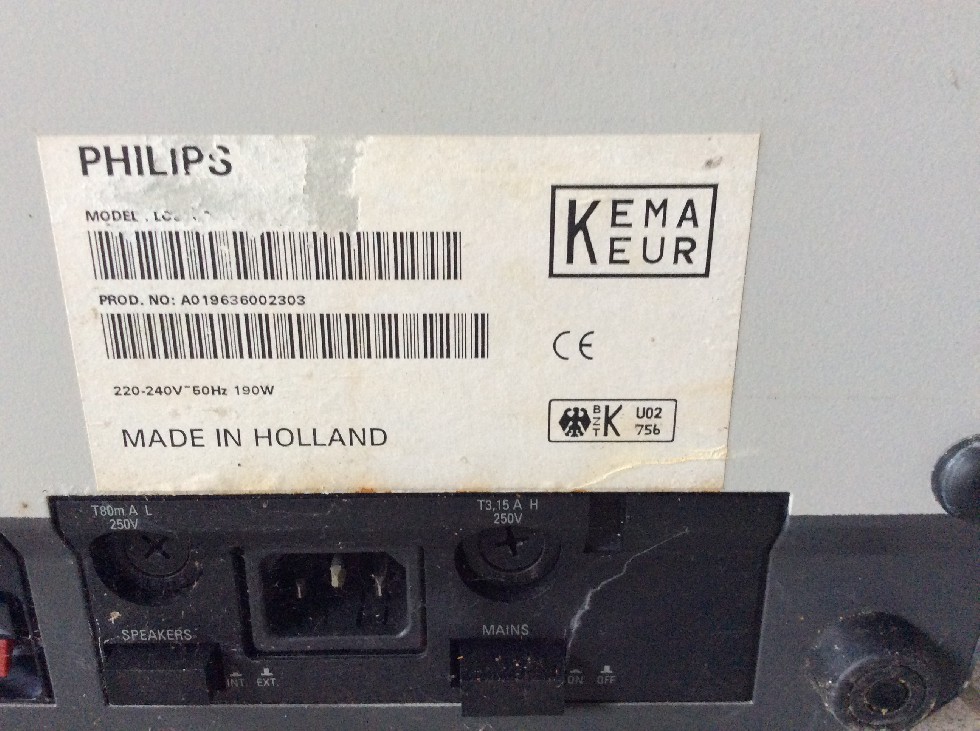 PHILIPS
MODEL
KEMA
KEUR
PROD. NO: A019636002303
CE
220-240V~50Hz 190W
MADE IN HOLLAND
BZT
K
U02
756
T80m A L
250V
T3,15 A H
250V
SPEAKERS
INT. EXT.
MAINS
ON OFF